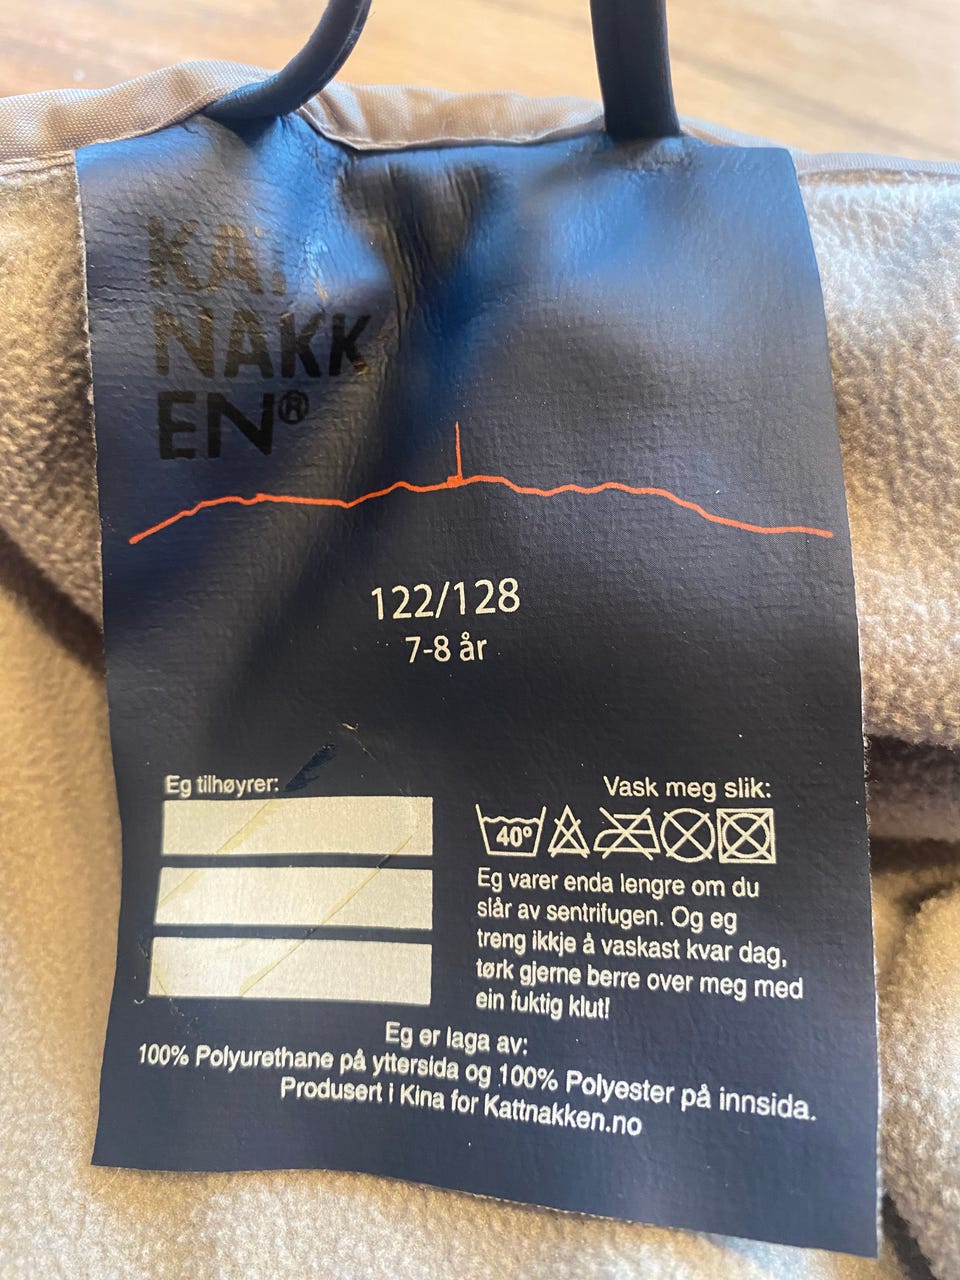 KAT
NAKK
EN®
122/128
7-8 år
Eg tilhøyrer:
Vask meg slik:
40°
Eg varer enda lengre om du
slår av sentrifugen. Og eg
treng ikkje å vaskast kvar dag,
tørk gjerne berre over meg med
ein fuktig klut!
Eg er laga av:
100% Polyurethane på yttersida og 100% Polyester på innsida.
Produsert i Kina for Kattnakken.no